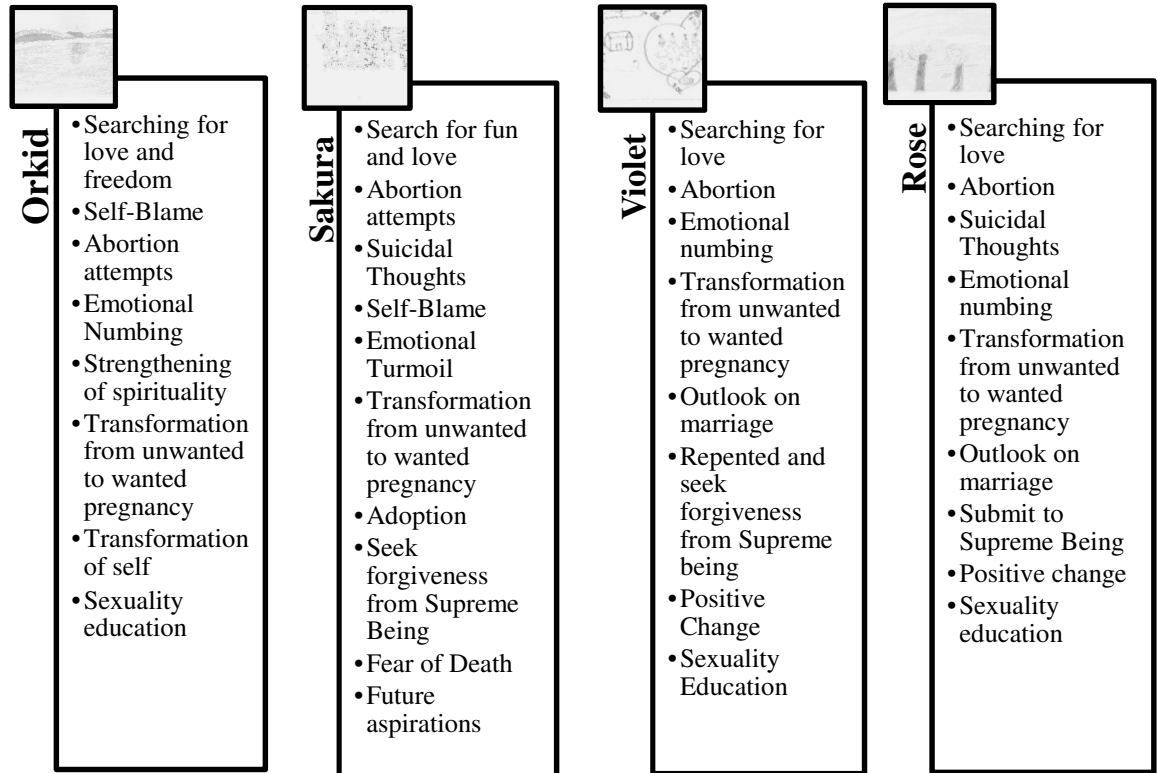 Orkid
•Searching for
love and
freedom
•Self-Blame
•Abortion
attempts
•Emotional
Numbing
•Strengthening
of spirituality
•Transformation
from unwanted
to wanted
pregnancy
•Transformation
of self
•Sexuality
education
Sakura
•Search for fun
and love
•Abortion
attempts
•Suicidal
Thoughts
•Self-Blame
•Emotional
Turmoil
•Transformation
from unwanted
to wanted
pregnancy
•Adoption
•Seek
forgiveness
from Supreme
Being
•Fear of Death
•Future
aspirations
Violet
•Searching for
love
•Abortion
•Emotional
numbing
•Transformation
from unwanted
to wanted
pregnancy
•Outlook on
marriage
•Repented and
seek
forgiveness
from Supreme
being
•Positive
Change
•Sexuality
Education
Rose
•Searching for
love
•Abortion
•Suicidal
Thoughts
•Emotional
numbing
•Transformation
from unwanted
to wanted
pregnancy
•Outlook on
marriage
•Submit to
Supreme Being
•Positive change
•Sexuality
education